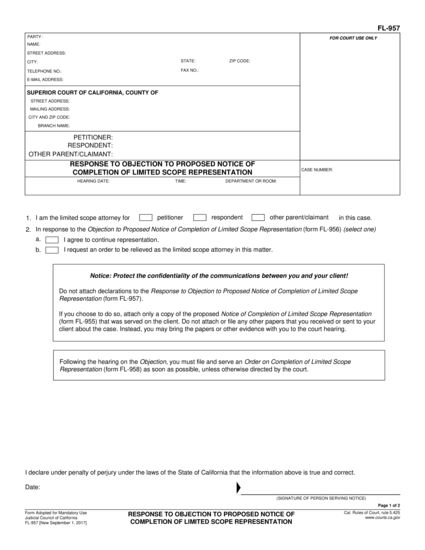 FL-957
PARTY:
NAME:
STREET ADDRESS:
CITY: STATE: ZIP CODE:
TELEPHONE NO.: FAX NO.:
E-MAIL ADDRESS:
FOR COURT USE ONLY
SUPERIOR COURT OF CALIFORNIA, COUNTY OF
STREET ADDRESS:
MAILING ADDRESS:
CITY AND ZIP CODE:
BRANCH NAME:
PETITIONER:
RESPONDENT:
OTHER PARENT/CLAIMANT:
RESPONSE TO OBJECTION TO PROPOSED NOTICE OF
COMPLETION OF LIMITED SCOPE REPRESENTATION
CASE NUMBER:
HEARING DATE: TIME: DEPARTMENT OR ROOM:
1. I am the limited scope attorney for petitioner respondent other parent/claimant in this case.
2. In response to the Objection to Proposed Notice of Completion of Limited Scope Representation (form FL-956) (select one)
a. I agree to continue representation.
b. I request an order to be relieved as the limited scope attorney in this matter.
Notice: Protect the confidentiality of the communications between you and your client!
Do not attach declarations to the Response to Objection to Proposed Notice of Completion of Limited Scope
Representation (form FL-957).
If you choose to do so, attach only a copy of the proposed Notice of Completion of Limited Scope Representation
(form FL-955) that was served on the client. Do not attach or file any other papers that you received or sent to your
client about the case. Instead, you may bring the papers or other evidence with you to the court hearing.
Following the hearing on the Objection, you must file and serve an Order on Completion of Limited Scope
Representation (form FL-958) as soon as possible, unless otherwise directed by the court.
I declare under penalty of perjury under the laws of the State of California that the information above is true and correct.
Date:
(SIGNATURE OF PERSON SERVING NOTICE)
Page 1 of 2
Form Adopted for Mandatory Use
Judicial Council of California
FL-957 [New September 1, 2017]
RESPONSE TO OBJECTION TO PROPOSED NOTICE OF
COMPLETION OF LIMITED SCOPE REPRESENTATION
Cal. Rules of Court, rule 5.425
www.courts.ca.gov